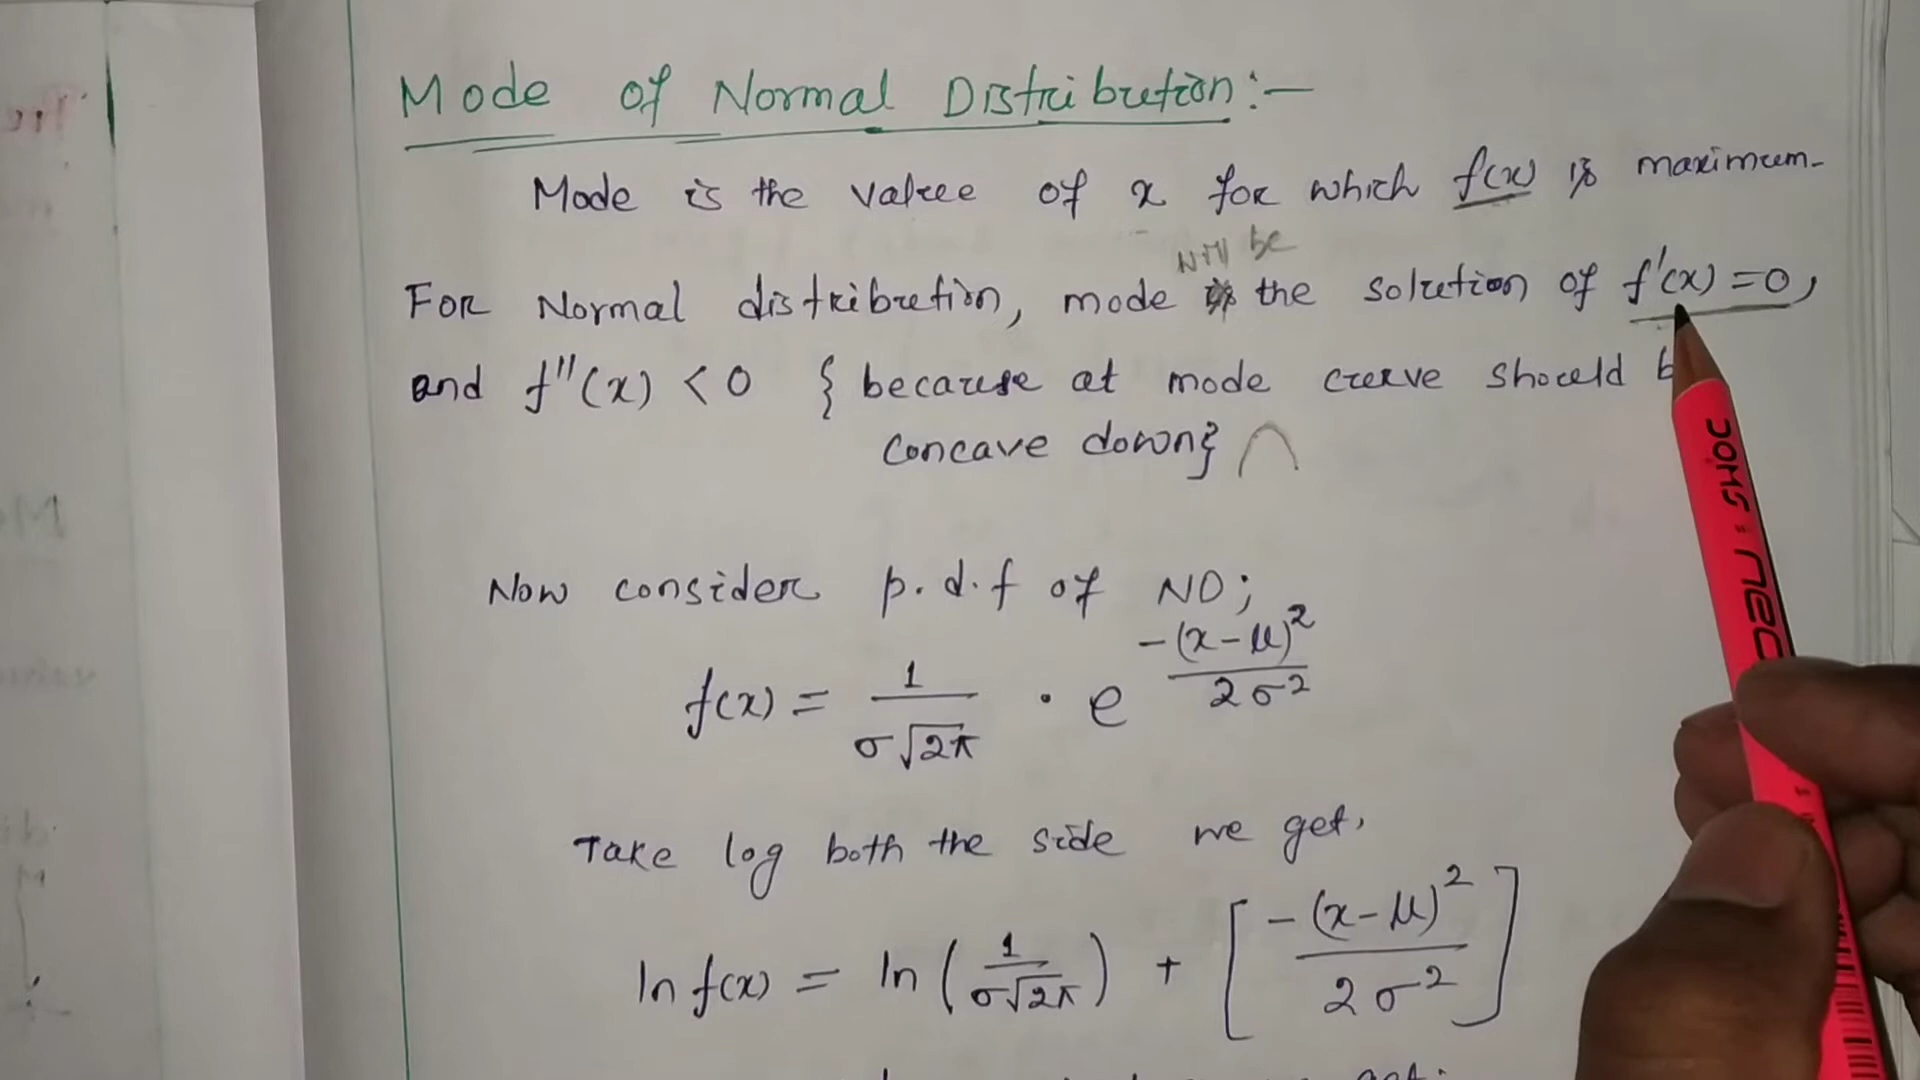 Mode of Normal Distribution:-
Mode is the value of x for which f(x) is maximum.
will be
For Normal distribution, mode the solution of f'(x) = 0,
and f''(x) < 0 { because at mode curve should b
concave down}
Now consider p.d.f of ND;
f(x) = 1/(σ√2π) · e^(-(x-μ)²/2σ²)
Take log both the side we get,
ln f(x) = ln (1/(σ√2π)) + [-(x-μ)²/2σ²]
DOMS